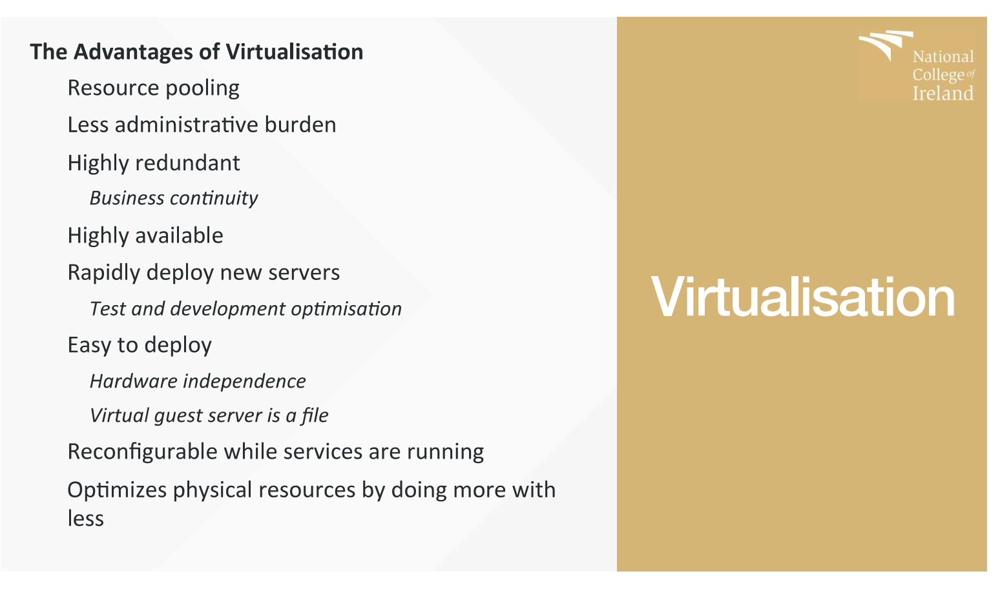 The Advantages of Virtualisation
Resource pooling
Less administrative burden
Highly redundant
Business continuity
Highly available
Rapidly deploy new servers
Test and development optimisation
Easy to deploy
Hardware independence
Virtual guest server is a file
Reconfigurable while services are running
Optimizes physical resources by doing more with
less
National
College of
Ireland
Virtualisation